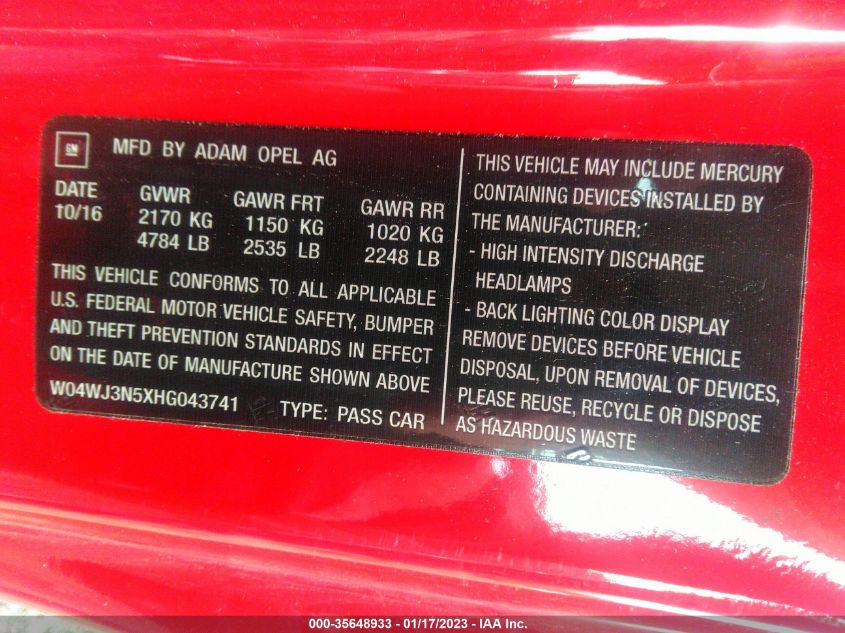 GM
MFD BY ADAM OPEL AG
DATE GVWR GAWR FRT GAWR RR
10/16 2170 KG 1150 KG 1020 KG
4784 LB 2535 LB 2248 LB
THIS VEHICLE CONFORMS TO ALL APPLICABLE
U.S. FEDERAL MOTOR VEHICLE SAFETY, BUMPER
AND THEFT PREVENTION STANDARDS IN EFFECT
ON THE DATE OF MANUFACTURE SHOWN ABOVE
W04WJ3N5XHG043741 TYPE: PASS CAR
THIS VEHICLE MAY INCLUDE MERCURY
CONTAINING DEVICES INSTALLED BY
THE MANUFACTURER:
- HIGH INTENSITY DISCHARGE
HEADLAMPS
- BACK LIGHTING COLOR DISPLAY
REMOVE DEVICES BEFORE VEHICLE
DISPOSAL, UPON REMOVAL OF DEVICES,
PLEASE REUSE, RECYCLE OR DISPOSE
AS HAZARDOUS WASTE
000-35648933 - 01/17/2023 - IAA Inc.